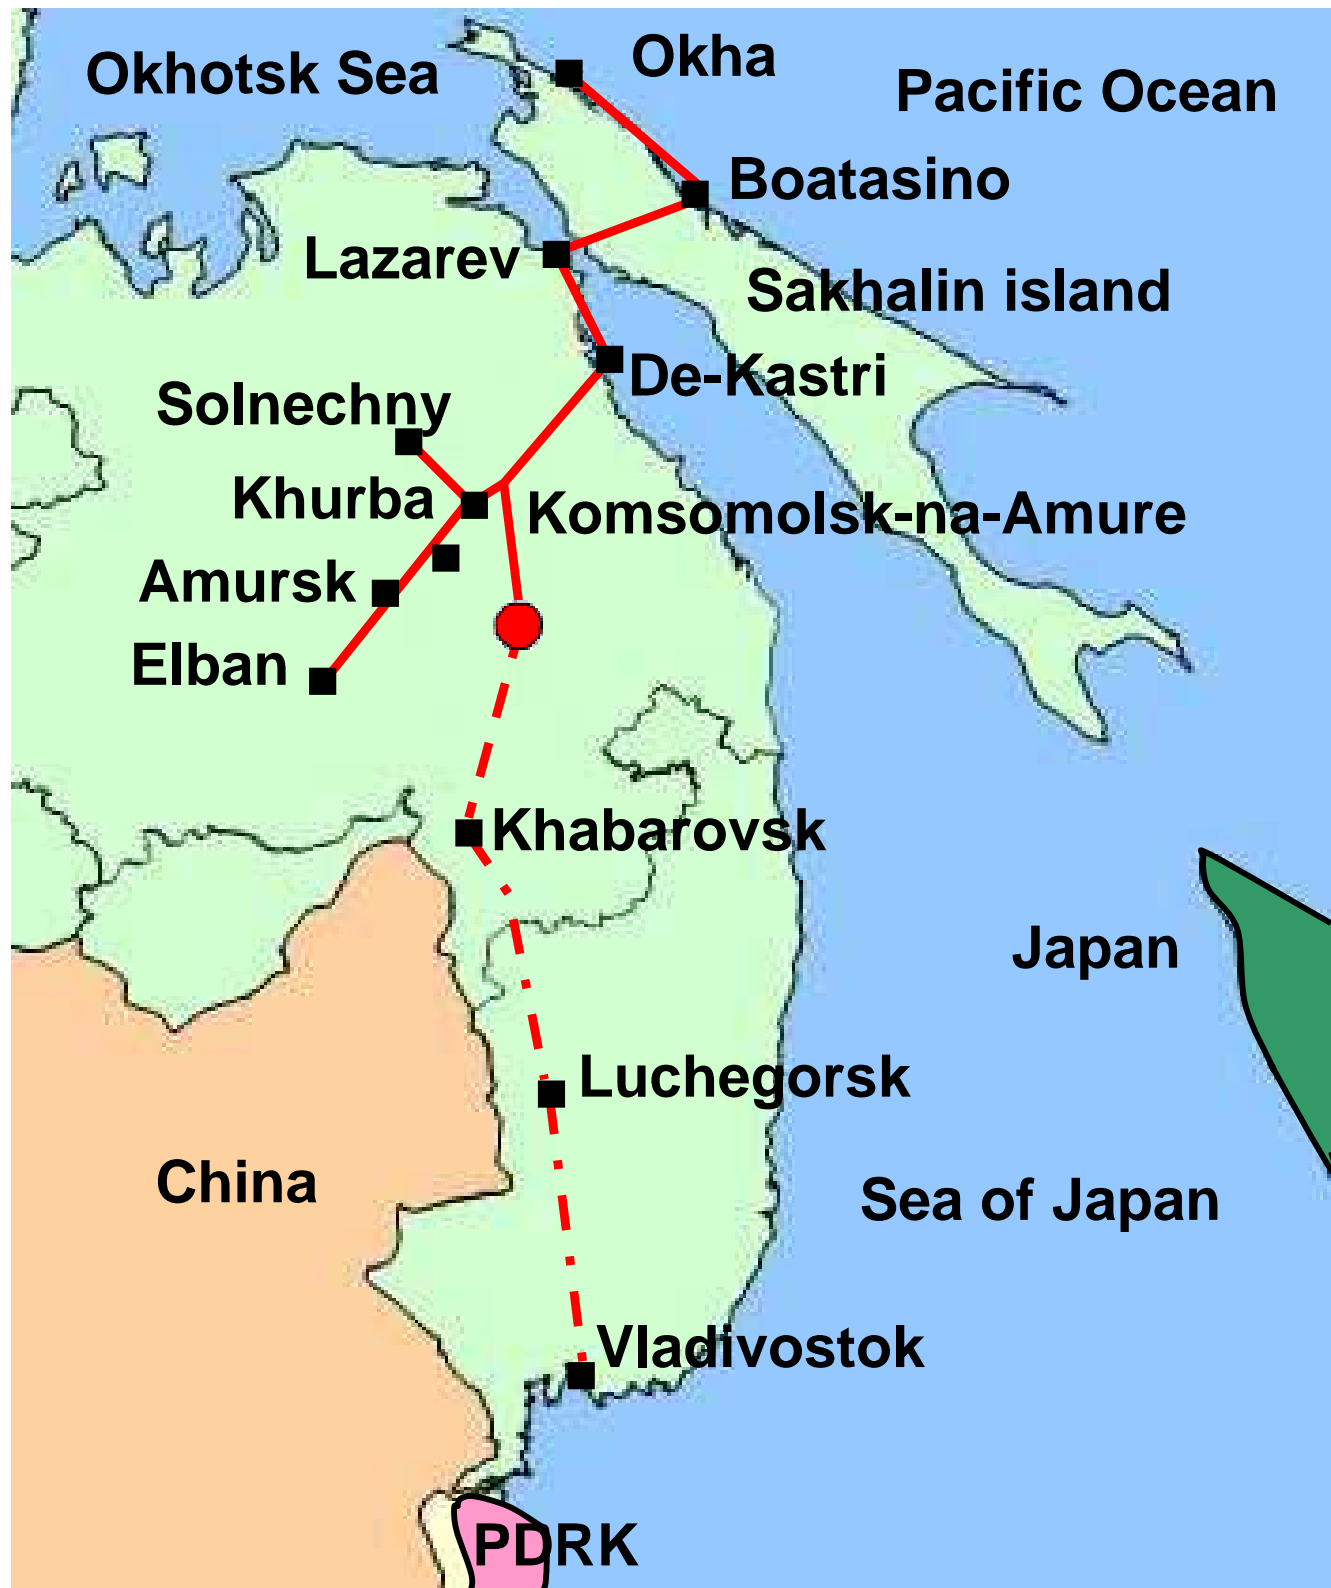 Okha
Okhotsk Sea
Pacific Ocean
Boatasino
Lazarev
Sakhalin island
De-Kastri
Solnechny
Khurba
Komsomolsk-na-Amure
Amursk
Elban
Khabarovsk
Japan
Luchegorsk
China
Sea of Japan
Vladivostok
PDRK